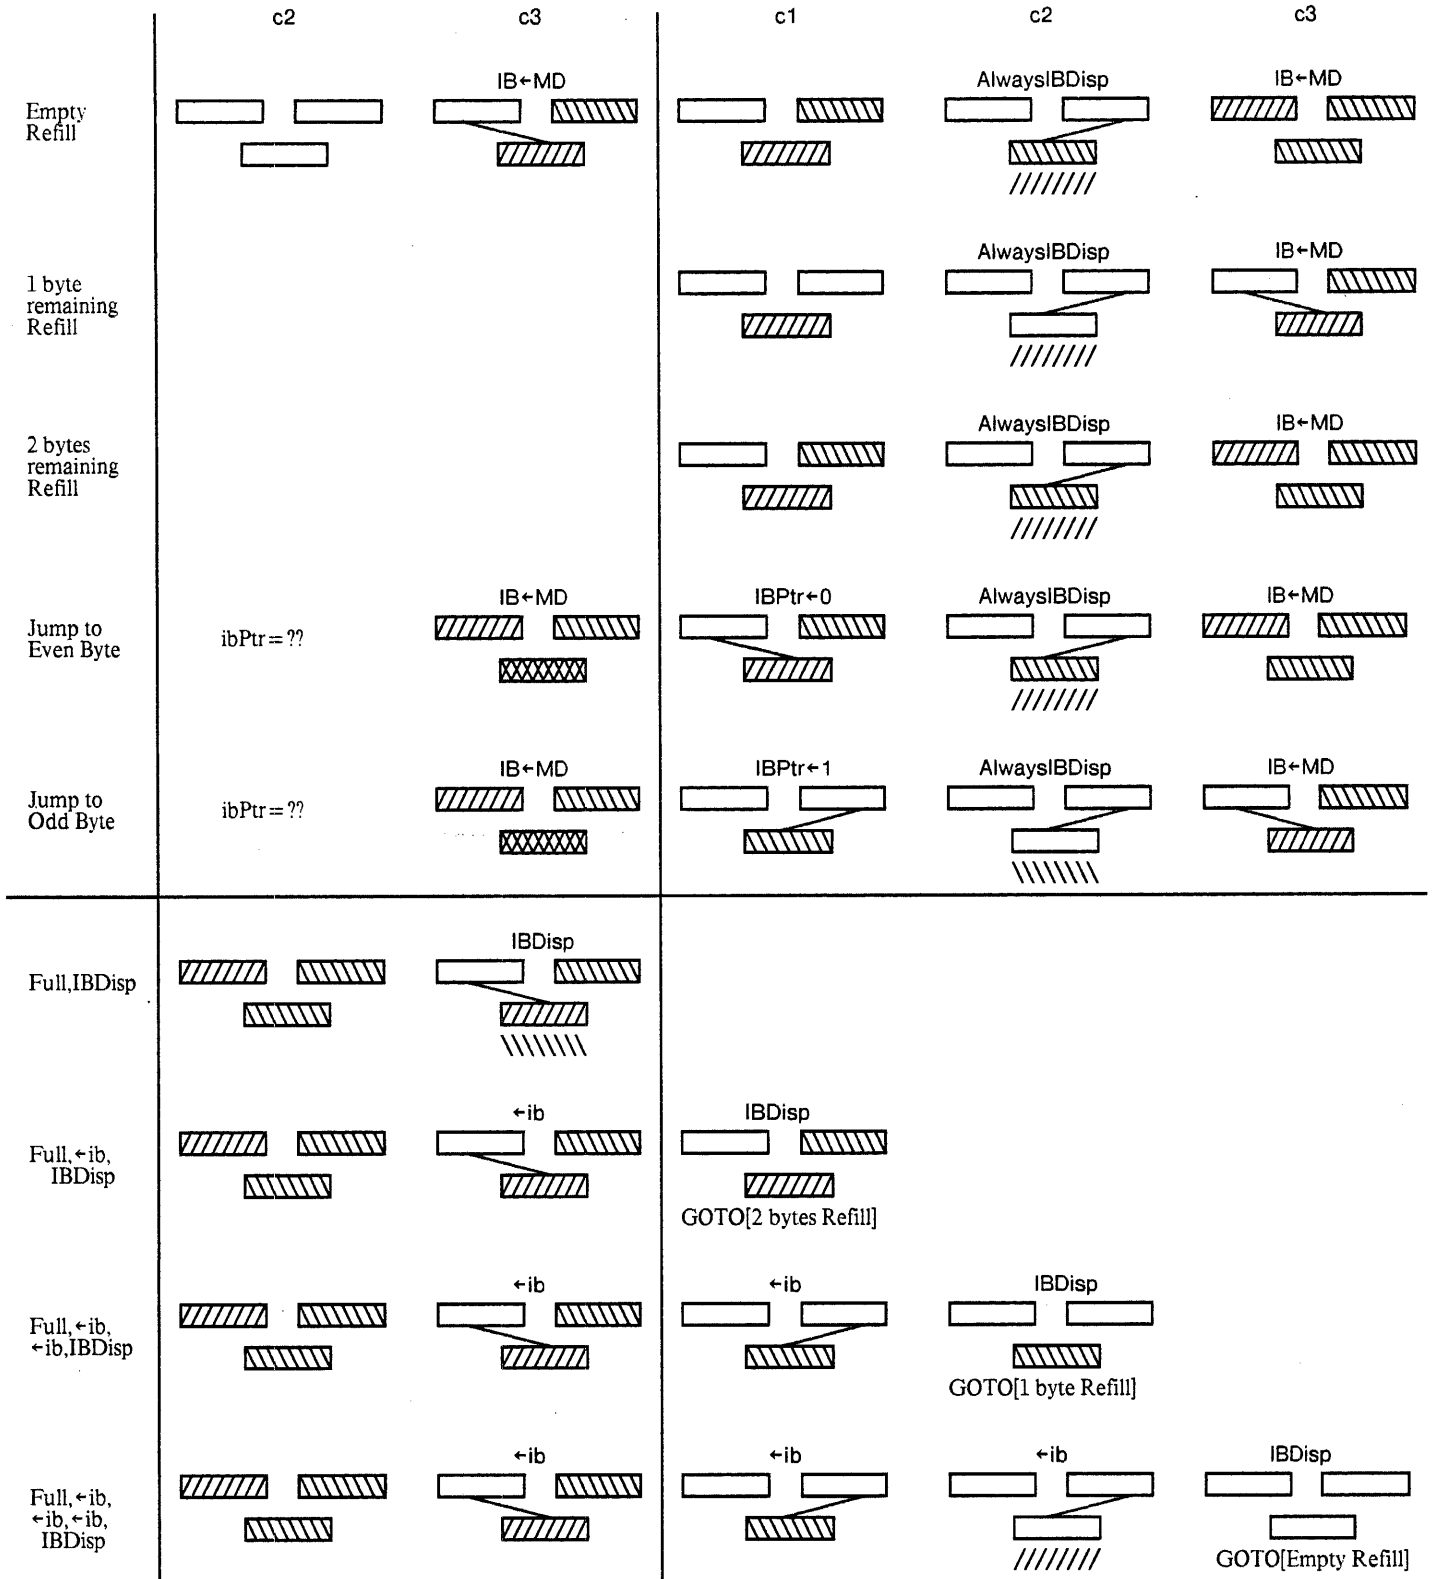 c2 c3 c1 c2 c3
IB←MD AlwaysIBDisp IB←MD
Empty
Refill
AlwaysIBDisp IB←MD
1 byte
remaining
Refill
AlwaysIBDisp IB←MD
2 bytes
remaining
Refill
IB←MD IBPtr←0 AlwaysIBDisp IB←MD
Jump to
Even Byte
ibPtr = ??
IB←MD IBPtr←1 AlwaysIBDisp IB←MD
Jump to
Odd Byte
ibPtr = ??
IBDisp
Full,IBDisp
←ib IBDisp
Full,←ib,
IBDisp
GOTO[2 bytes Refill]
←ib ←ib IBDisp
Full,←ib,
←ib,IBDisp
GOTO[1 byte Refill]
←ib ←ib ←ib IBDisp
Full,←ib,
←ib,←ib,
IBDisp
GOTO[Empty Refill]